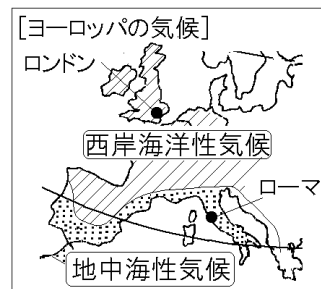 [ヨーロッパの気候]
ロンドン
西岸海洋性気候
ローマ
地中海性気候